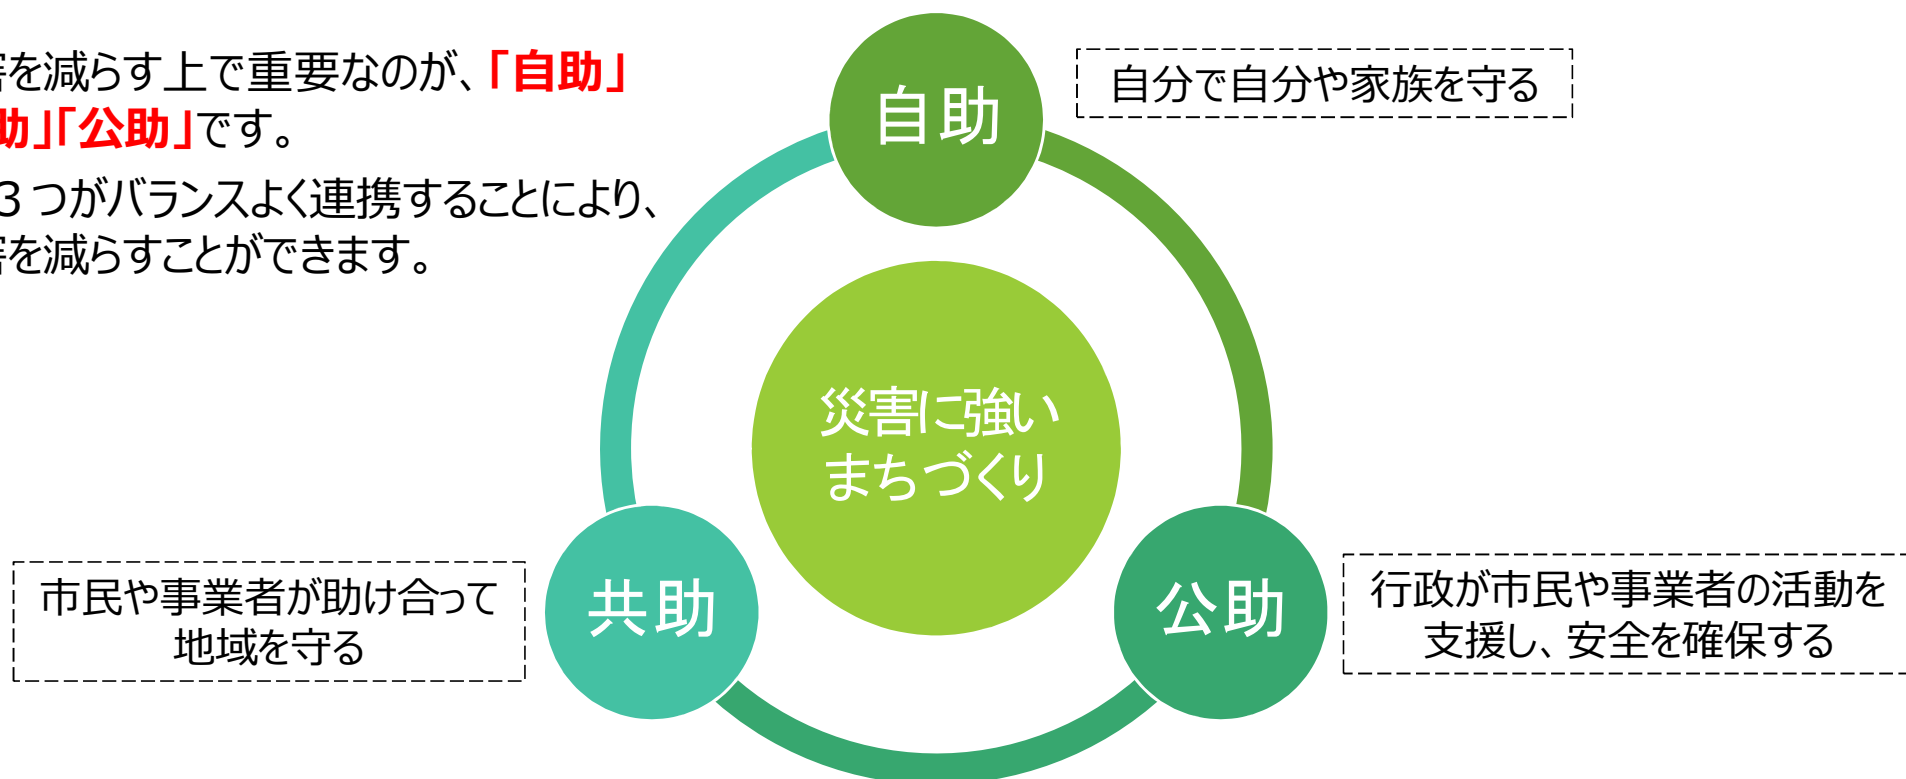 害を減らす上で重要なのが、「自助」
助」「公助」です。
3つがバランスよく連携することにより、
害を減らすことができます。
自助
自分で自分や家族を守る
災害に強い
まちづくり
共助
市民や事業者が助け合って
地域を守る
公助
行政が市民や事業者の活動を
支援し、安全を確保する